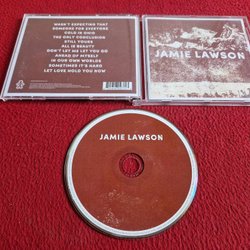 WASN'T EXPECTING THAT
SOMEONE FOR EVERYONE
COLD IN OHIO
THE ONLY CONCLUSION
STILL YOURS
ALL IS BEAUTY
DON'T LET ME LET YOU GO
AHEAD OF MYSELF
IN OUR OWN WORLDS
SOMETIMES IT'S HARD
LET LOVE HOLD YOU NOW
JAMIE LAWSON
JAMIE LAWSON